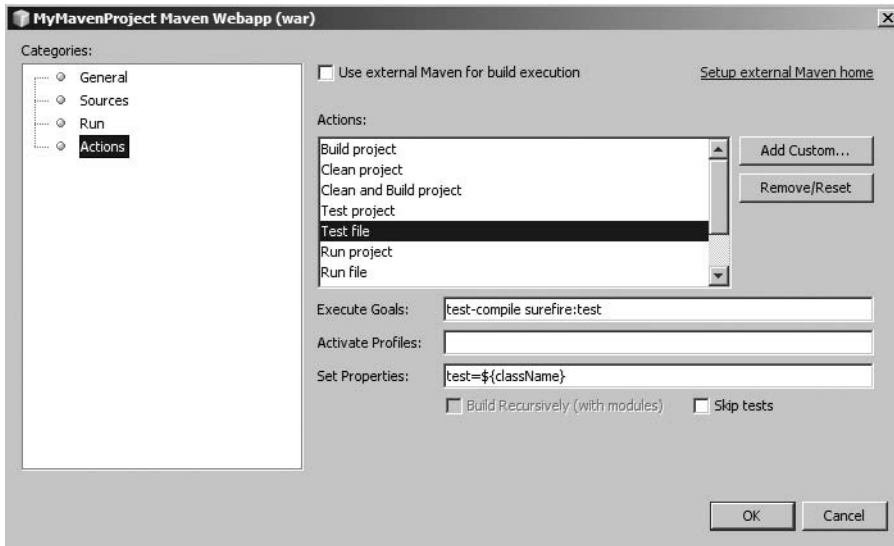 MyMavenProject Maven Webapp (war)
Categories:
General
Sources
Run
Actions
Use external Maven for build execution
Setup external Maven home
Actions:
Build project
Clean project
Clean and Build project
Test project
Test file
Run project
Run file
Add Custom...
Remove/Reset
Execute Goals: test-compile surefire:test
Activate Profiles:
Set Properties: test=${className}
Build Recursively (with modules) Skip tests
OK Cancel